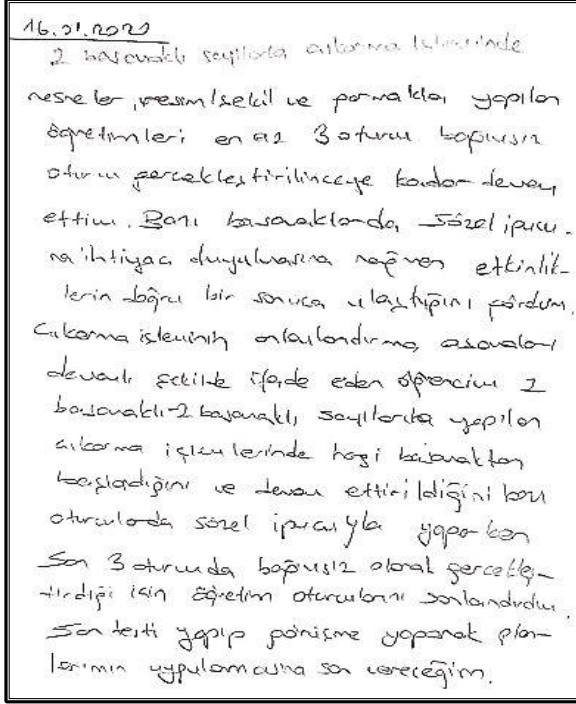 16.01.2020
2 basamaklı sayılarla çıkarma işleminde
nesneler, resim/şekil ve parmakla yapılan
öğretimleri en az 3 oturum bağımsız
oturum gerçekleştirilinceye kadar devam
ettim. Bazı basamaklarda, sözel ipucu-
na ihtiyaç duyulmasına rağmen etkinlik-
lerin doğru bir sonuca ulaştığını gördüm.
Çıkarma işleminin anlamlandırma, aşamaları
devamlı şekilde ifade eden öğrencim 2
basamaklı-2 basamaklı sayılarda yapılan
çıkarma işlemlerinde hagi basamaktan
başladığını ve devam ettirildiğini bazı
oturumlarda sözel ipucuyla yaparken
son 3 oturumda bağımsız olarak gerçekleş-
tirdiği için öğretim oturumlarını sonlandırdım.
Son testi yapıp görüşme yaparak plan-
larımın uygulamasına son vereceğim.